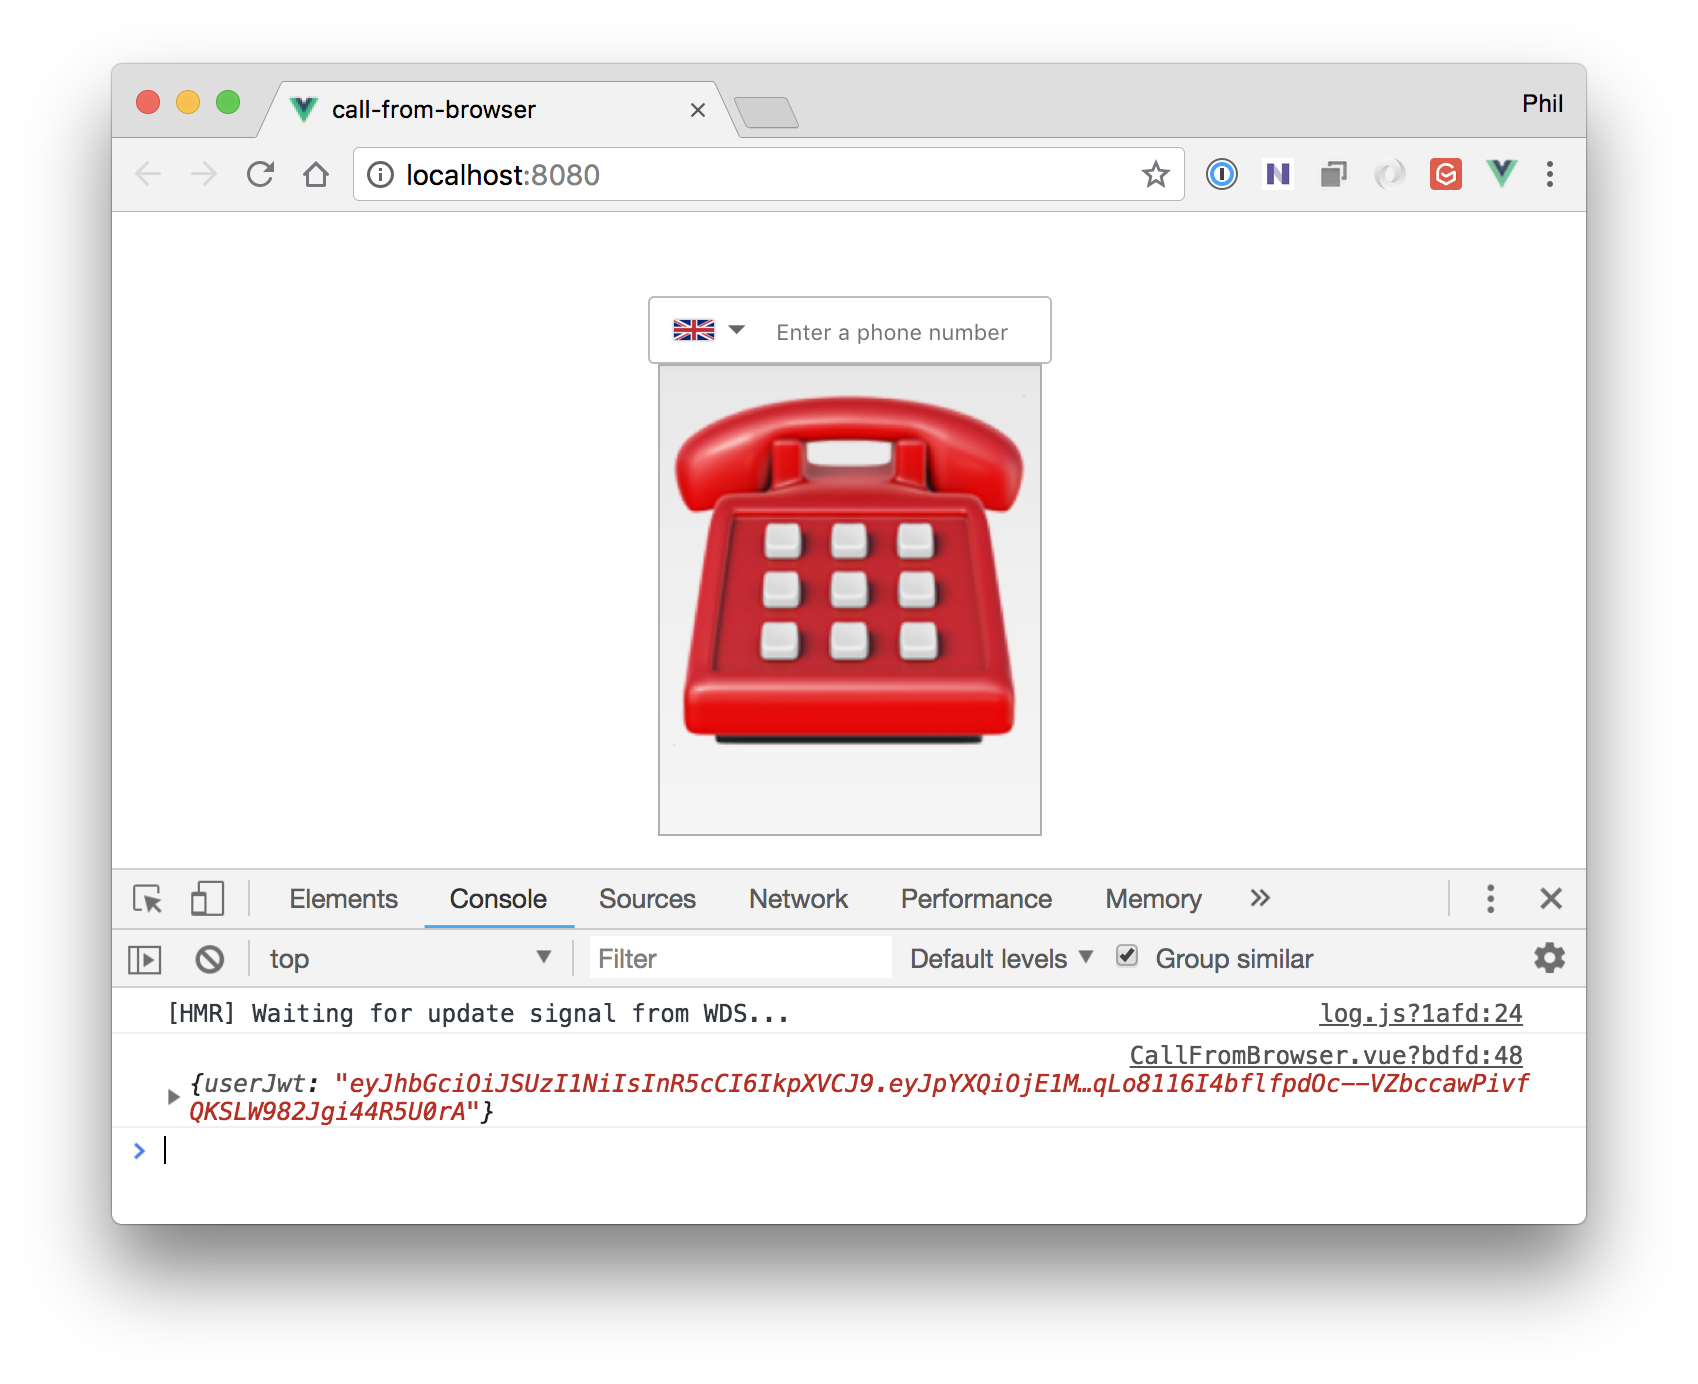 call-from-browser
Phil
localhost:8080
Enter a phone number
Elements Console Sources Network Performance Memory
top Filter Default levels Group similar
[HMR] Waiting for update signal from WDS... log.js?1afd:24
CallFromBrowser.vue?bdfd:48
{userJwt: "eyJhbGciOiJSUzI1NiIsInR5cCI6IkpXVCJ9.eyJpYXQiOjE1M…qLo8116I4bflfpdOc--VZbccawPivf
QKSLW982Jgi44R5U0rA"}